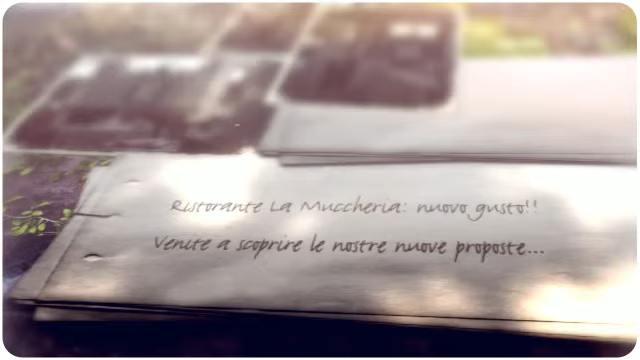 Ristorante La Muccheria: nuovo gusto!!
Venite a scoprire le nostre nuove proposte...